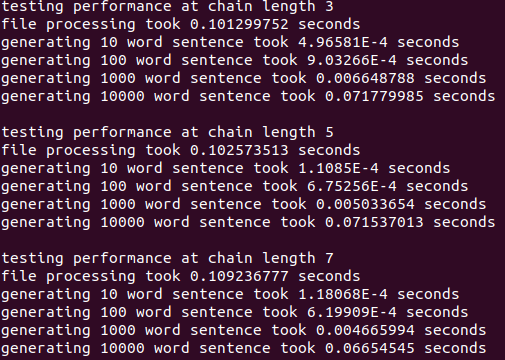 testing performance at chain length 3
file processing took 0.101299752 seconds
generating 10 word sentence took 4.96581E-4 seconds
generating 100 word sentence took 9.03266E-4 seconds
generating 1000 word sentence took 0.006648788 seconds
generating 10000 word sentence took 0.071779985 seconds
testing performance at chain length 5
file processing took 0.102573513 seconds
generating 10 word sentence took 1.1085E-4 seconds
generating 100 word sentence took 6.75256E-4 seconds
generating 1000 word sentence took 0.005033654 seconds
generating 10000 word sentence took 0.071537013 seconds
testing performance at chain length 7
file processing took 0.109236777 seconds
generating 10 word sentence took 1.18068E-4 seconds
generating 100 word sentence took 6.19909E-4 seconds
generating 1000 word sentence took 0.004665994 seconds
generating 10000 word sentence took 0.06654545 seconds